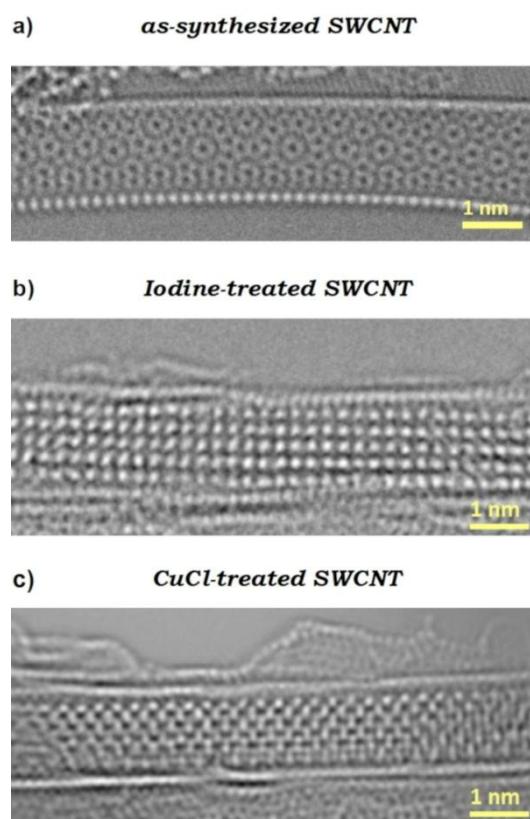 a) as-synthesized SWCNT
1 nm
b) Iodine-treated SWCNT
1 nm
c) CuCl-treated SWCNT
1 nm